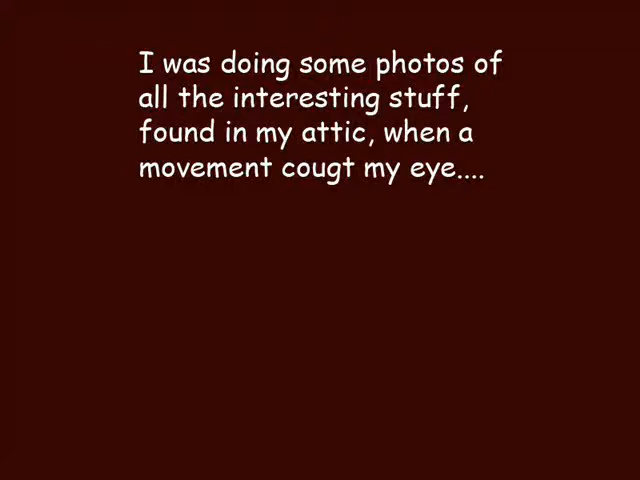 I was doing some photos of
all the interesting stuff,
found in my attic, when a
movement cougt my eye....